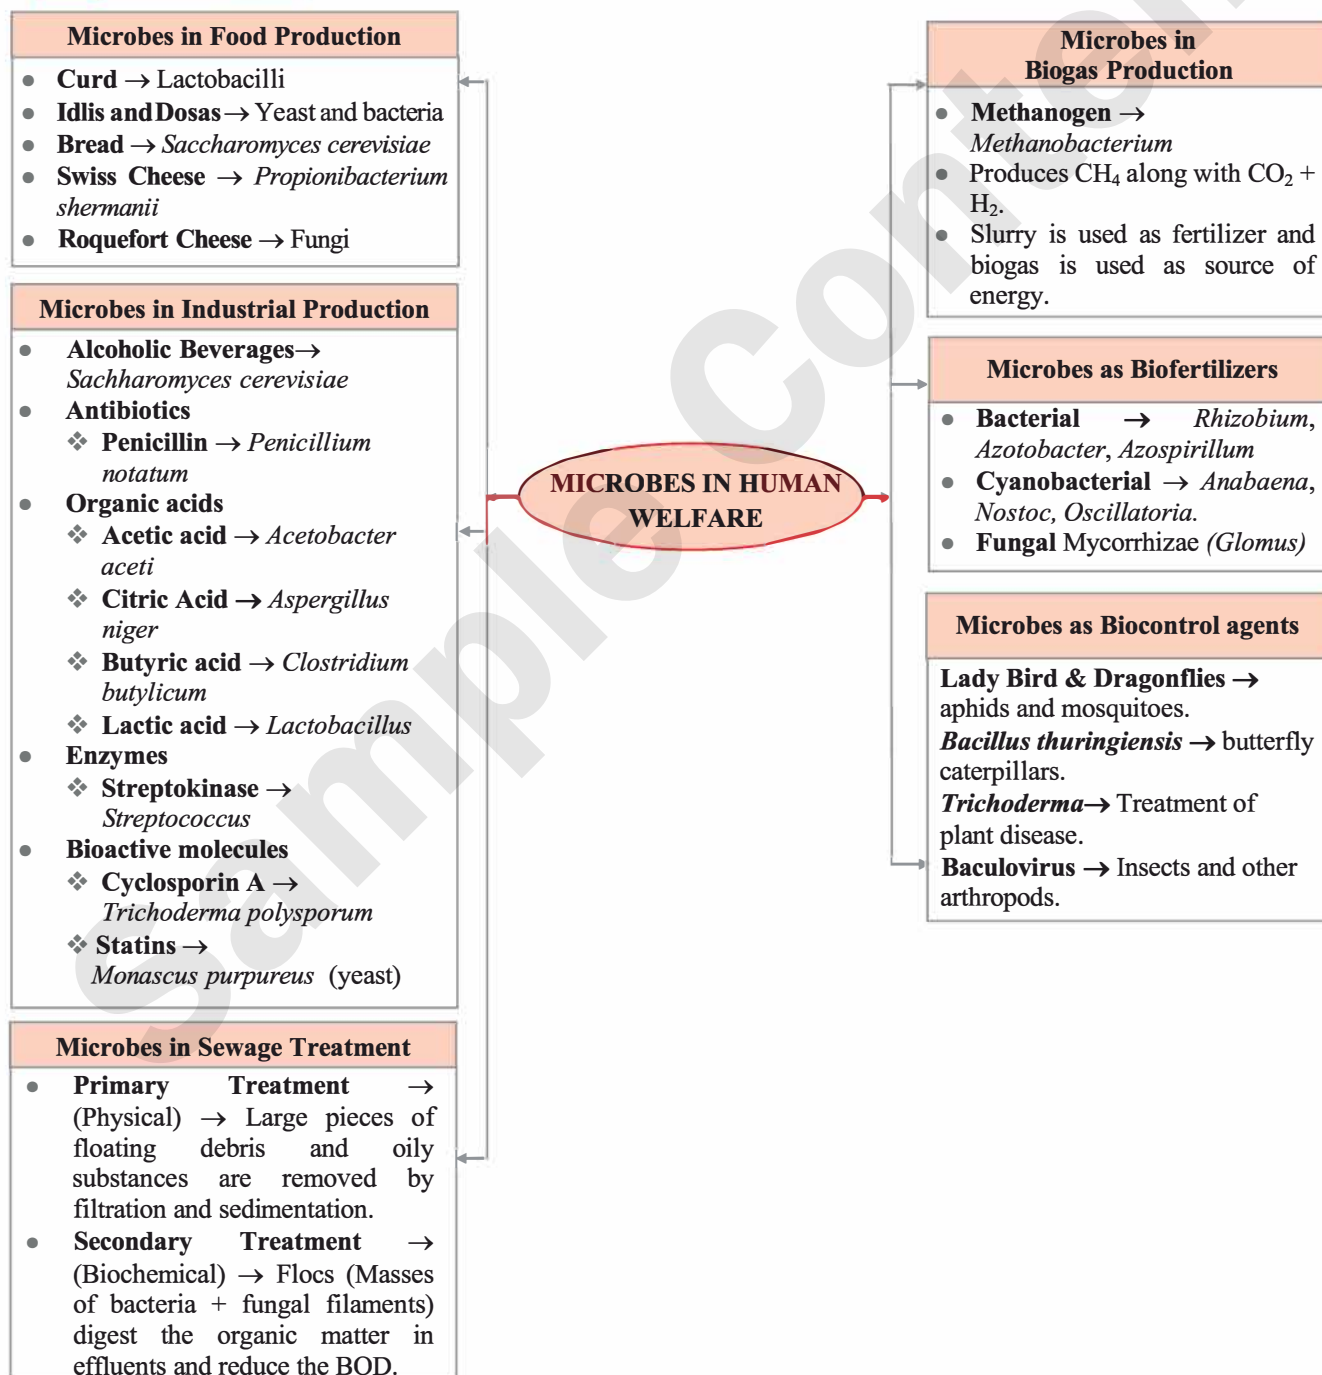 Microbes in Food Production
● Curd → Lactobacilli
● Idlis and Dosas → Yeast and bacteria
● Bread → Saccharomyces cerevisiae
● Swiss Cheese → Propionibacterium
shermanii
● Roquefort Cheese → Fungi
Microbes in Industrial Production
● Alcoholic Beverages→
Sachharomyces cerevisiae
● Antibiotics
❖ Penicillin → Penicillium
notatum
● Organic acids
❖ Acetic acid → Acetobacter
aceti
❖ Citric Acid → Aspergillus
niger
❖ Butyric acid → Clostridium
butylicum
❖ Lactic acid → Lactobacillus
● Enzymes
❖ Streptokinase →
Streptococcus
● Bioactive molecules
❖ Cyclosporin A →
Trichoderma polysporum
❖ Statins →
Monascus purpureus (yeast)
Microbes in Sewage Treatment
● Primary Treatment →
(Physical) → Large pieces of
floating debris and oily
substances are removed by
filtration and sedimentation.
● Secondary Treatment →
(Biochemical) → Flocs (Masses
of bacteria + fungal filaments)
digest the organic matter in
effluents and reduce the BOD.
MICROBES IN HUMAN
WELFARE
Microbes in
Biogas Production
● Methanogen →
Methanobacterium
● Produces CH₄ along with CO₂ +
H₂.
● Slurry is used as fertilizer and
biogas is used as source of
energy.
Microbes as Biofertilizers
● Bacterial → Rhizobium,
Azotobacter, Azospirillum
● Cyanobacterial → Anabaena,
Nostoc, Oscillatoria.
● Fungal Mycorrhizae (Glomus)
Microbes as Biocontrol agents
Lady Bird & Dragonflies →
aphids and mosquitoes.
Bacillus thuringiensis → butterfly
caterpillars.
Trichoderma→ Treatment of
plant disease.
Baculovirus → Insects and other
arthropods.
Sample Conten